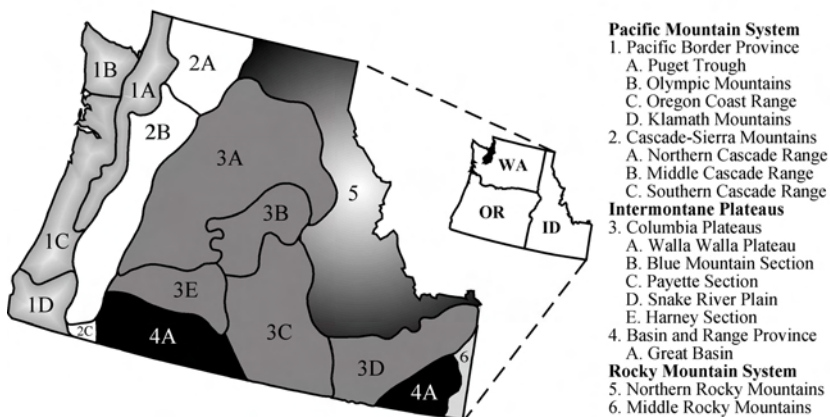 1B
1A
2A
2B
3A
3B
5
1C
1D
2C
3E
4A
3C
3D
4A
6
WA
OR
ID
Pacific Mountain System
1. Pacific Border Province
A. Puget Trough
B. Olympic Mountains
C. Oregon Coast Range
D. Klamath Mountains
2. Cascade-Sierra Mountains
A. Northern Cascade Range
B. Middle Cascade Range
C. Southern Cascade Range
Intermontane Plateaus
3. Columbia Plateaus
A. Walla Walla Plateau
B. Blue Mountain Section
C. Payette Section
D. Snake River Plain
E. Harney Section
4. Basin and Range Province
A. Great Basin
Rocky Mountain System
5. Northern Rocky Mountains
6. Middle Rocky Mountains